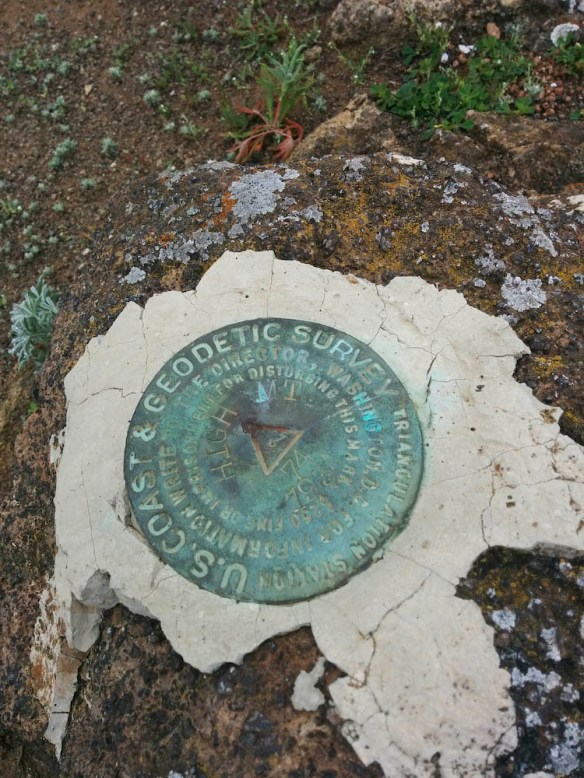 U.S. COAST & GEODETIC SURVEY
TRIANGULATION STATION
WRITE THE DIRECTOR, WASHINGTON, D.C.
FOR INFORMATION
$250 FINE OR IMPRISONMENT FOR DISTURBING THIS MARK.
HIGH
MT.